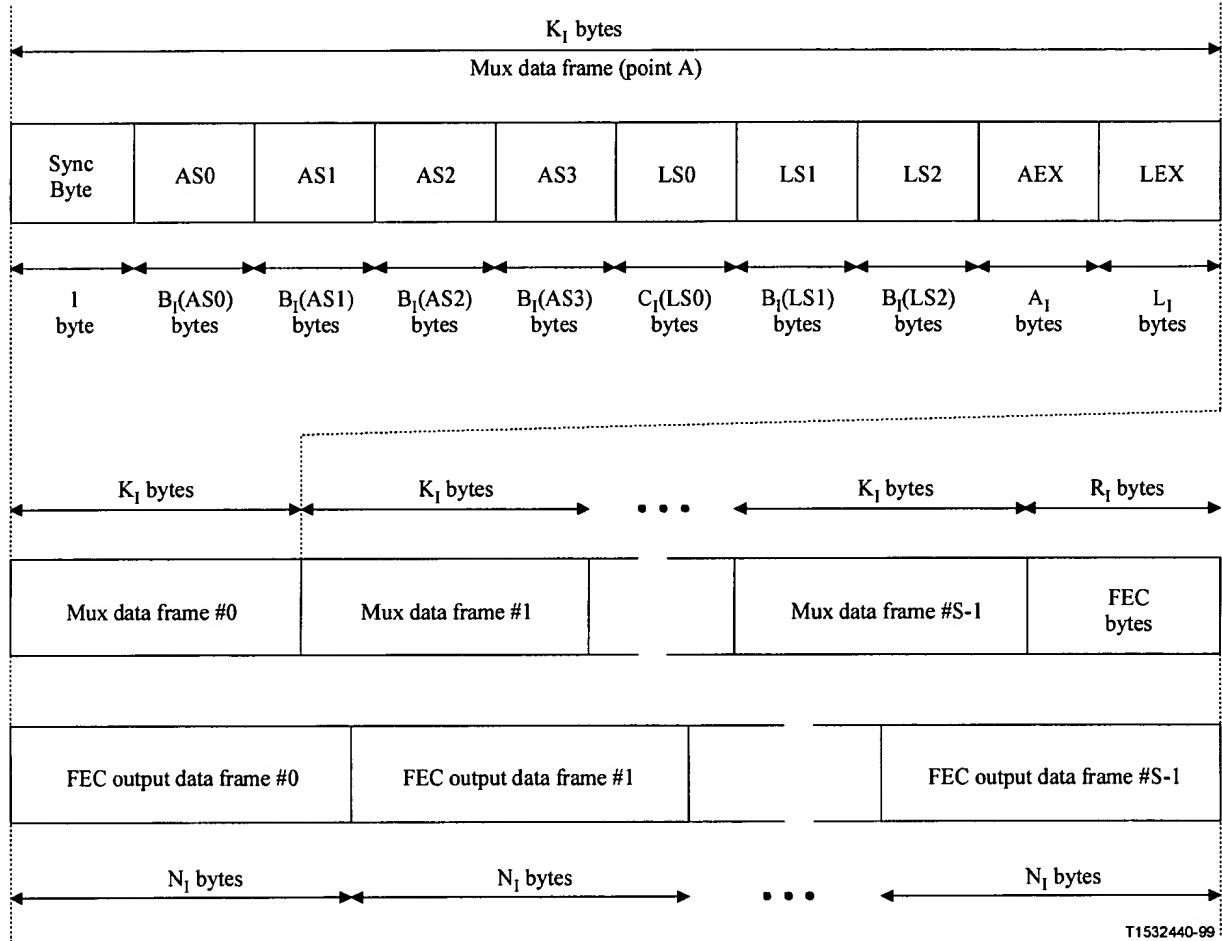 K_I bytes
Mux data frame (point A)
Sync
Byte
AS0
AS1
AS2
AS3
LS0
LS1
LS2
AEX
LEX
1
byte
B_I(AS0)
bytes
B_I(AS1)
bytes
B_I(AS2)
bytes
B_I(AS3)
bytes
C_I(LS0)
bytes
B_I(LS1)
bytes
B_I(LS2)
bytes
A_I
bytes
L_I
bytes
K_I bytes
K_I bytes
• • •
K_I bytes
R_I bytes
Mux data frame #0
Mux data frame #1
Mux data frame #S-1
FEC
bytes
FEC output data frame #0
FEC output data frame #1
FEC output data frame #S-1
N_I bytes
N_I bytes
• • •
N_I bytes
T1532440-99